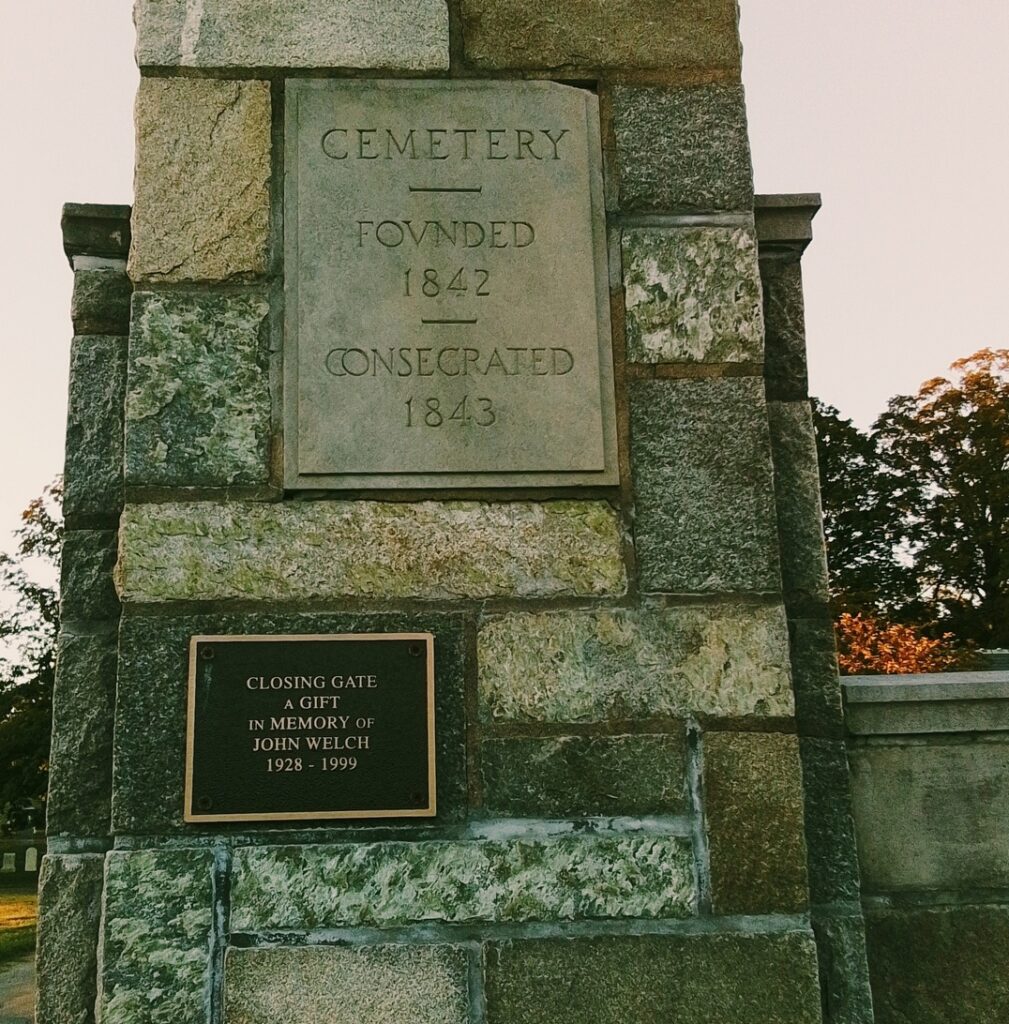 CEMETERY
FOVNDED
1842
CONSECRATED
1843
CLOSING GATE
A GIFT
IN MEMORY OF
JOHN WELCH
1928 - 1999